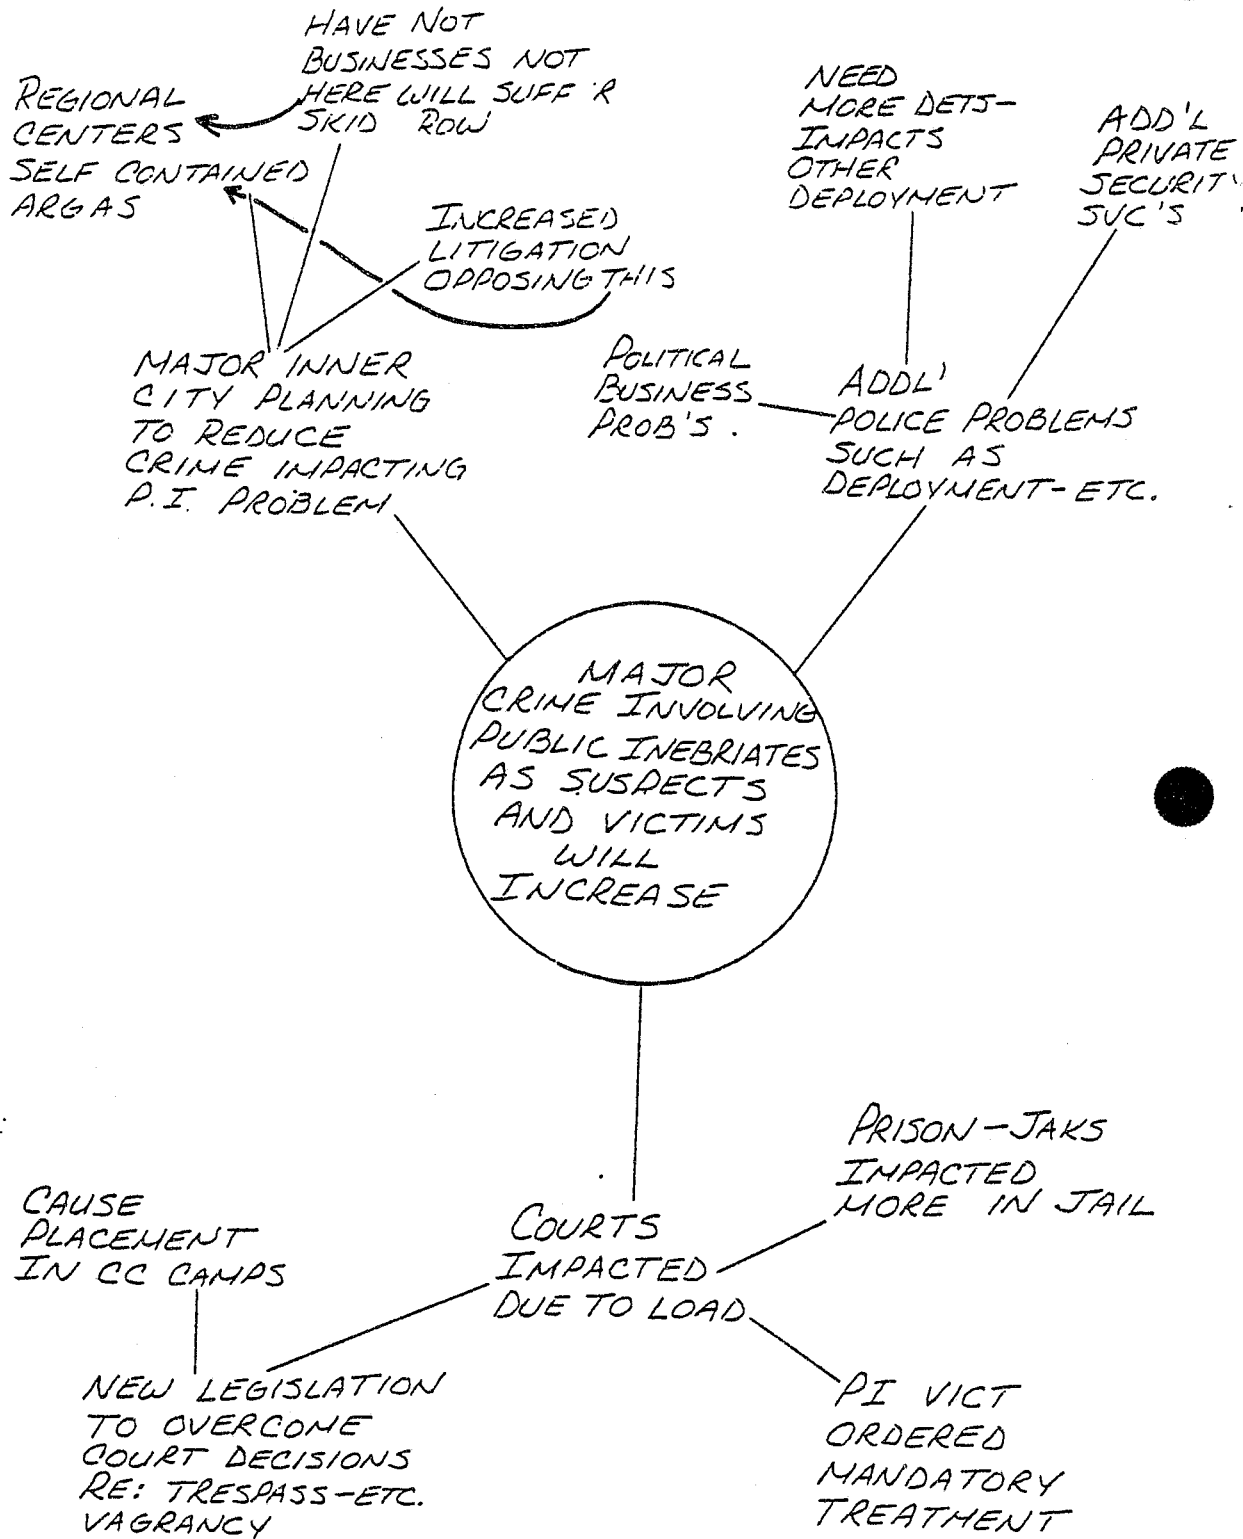 HAVE NOT
BUSINESSES NOT
HERE WILL SUFF'R
SKID ROW
REGIONAL
CENTERS
SELF CONTAINED
ARGAS
INCREASED
LITIGATION
OPPOSING THIS
NEED
MORE DETS-
IMPACTS
OTHER
DEPLOYMENT
ADD'L
PRIVATE
SECURITY
SVC'S
MAJOR INNER
CITY PLANNING
TO REDUCE
CRIME IMPACTING
P.I. PROBLEM
POLITICAL
BUSINESS
PROB'S.
ADDL'
POLICE PROBLEMS
SUCH AS
DEPLOYMENT-ETC.
MAJOR
CRIME INVOLVING
PUBLIC INEBRIATES
AS SUSPECTS
AND VICTIMS
WILL
INCREASE
PRISON-JAKS
IMPACTED
MORE IN JAIL
CAUSE
PLACEMENT
IN CC CAMPS
COURTS
IMPACTED
DUE TO LOAD
NEW LEGISLATION
TO OVERCOME
COURT DECISIONS
RE: TRESPASS-ETC.
VAGRANCY
PI VICT
ORDERED
MANDATORY
TREATMENT